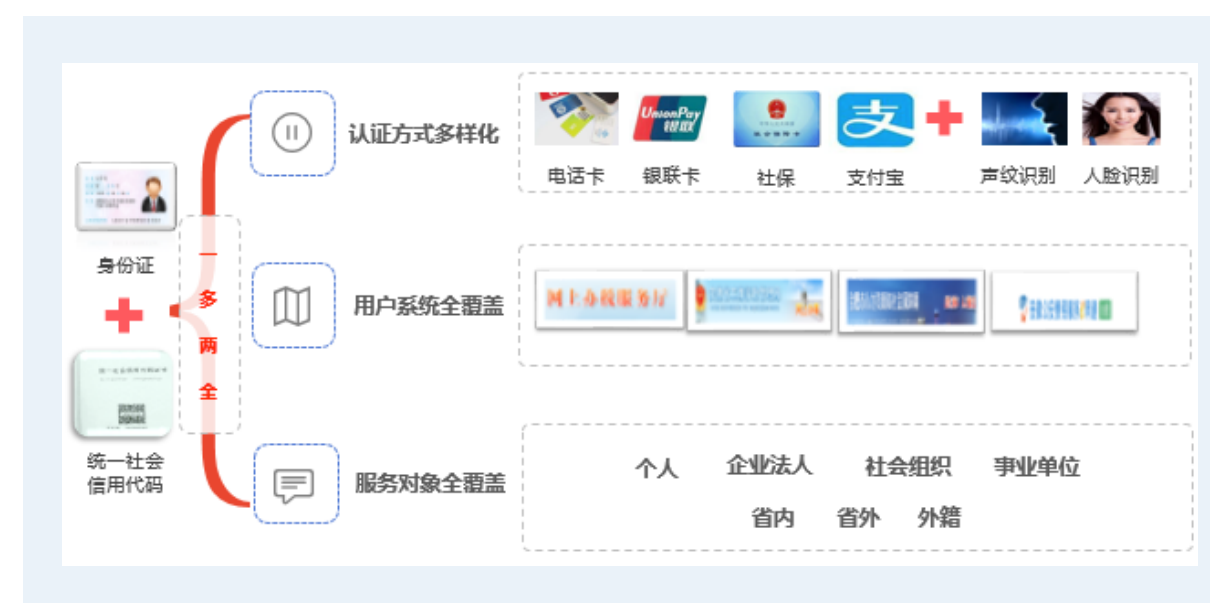 身份证
统一社会
信用代码
一
多
两
全
认证方式多样化
UnionPay
银联
电话卡
银联卡
社保
支付宝
声纹识别
人脸识别
用户系统全覆盖
网上办税服务厅
服务对象全覆盖
个人
企业法人
社会组织
事业单位
省内
省外
外籍